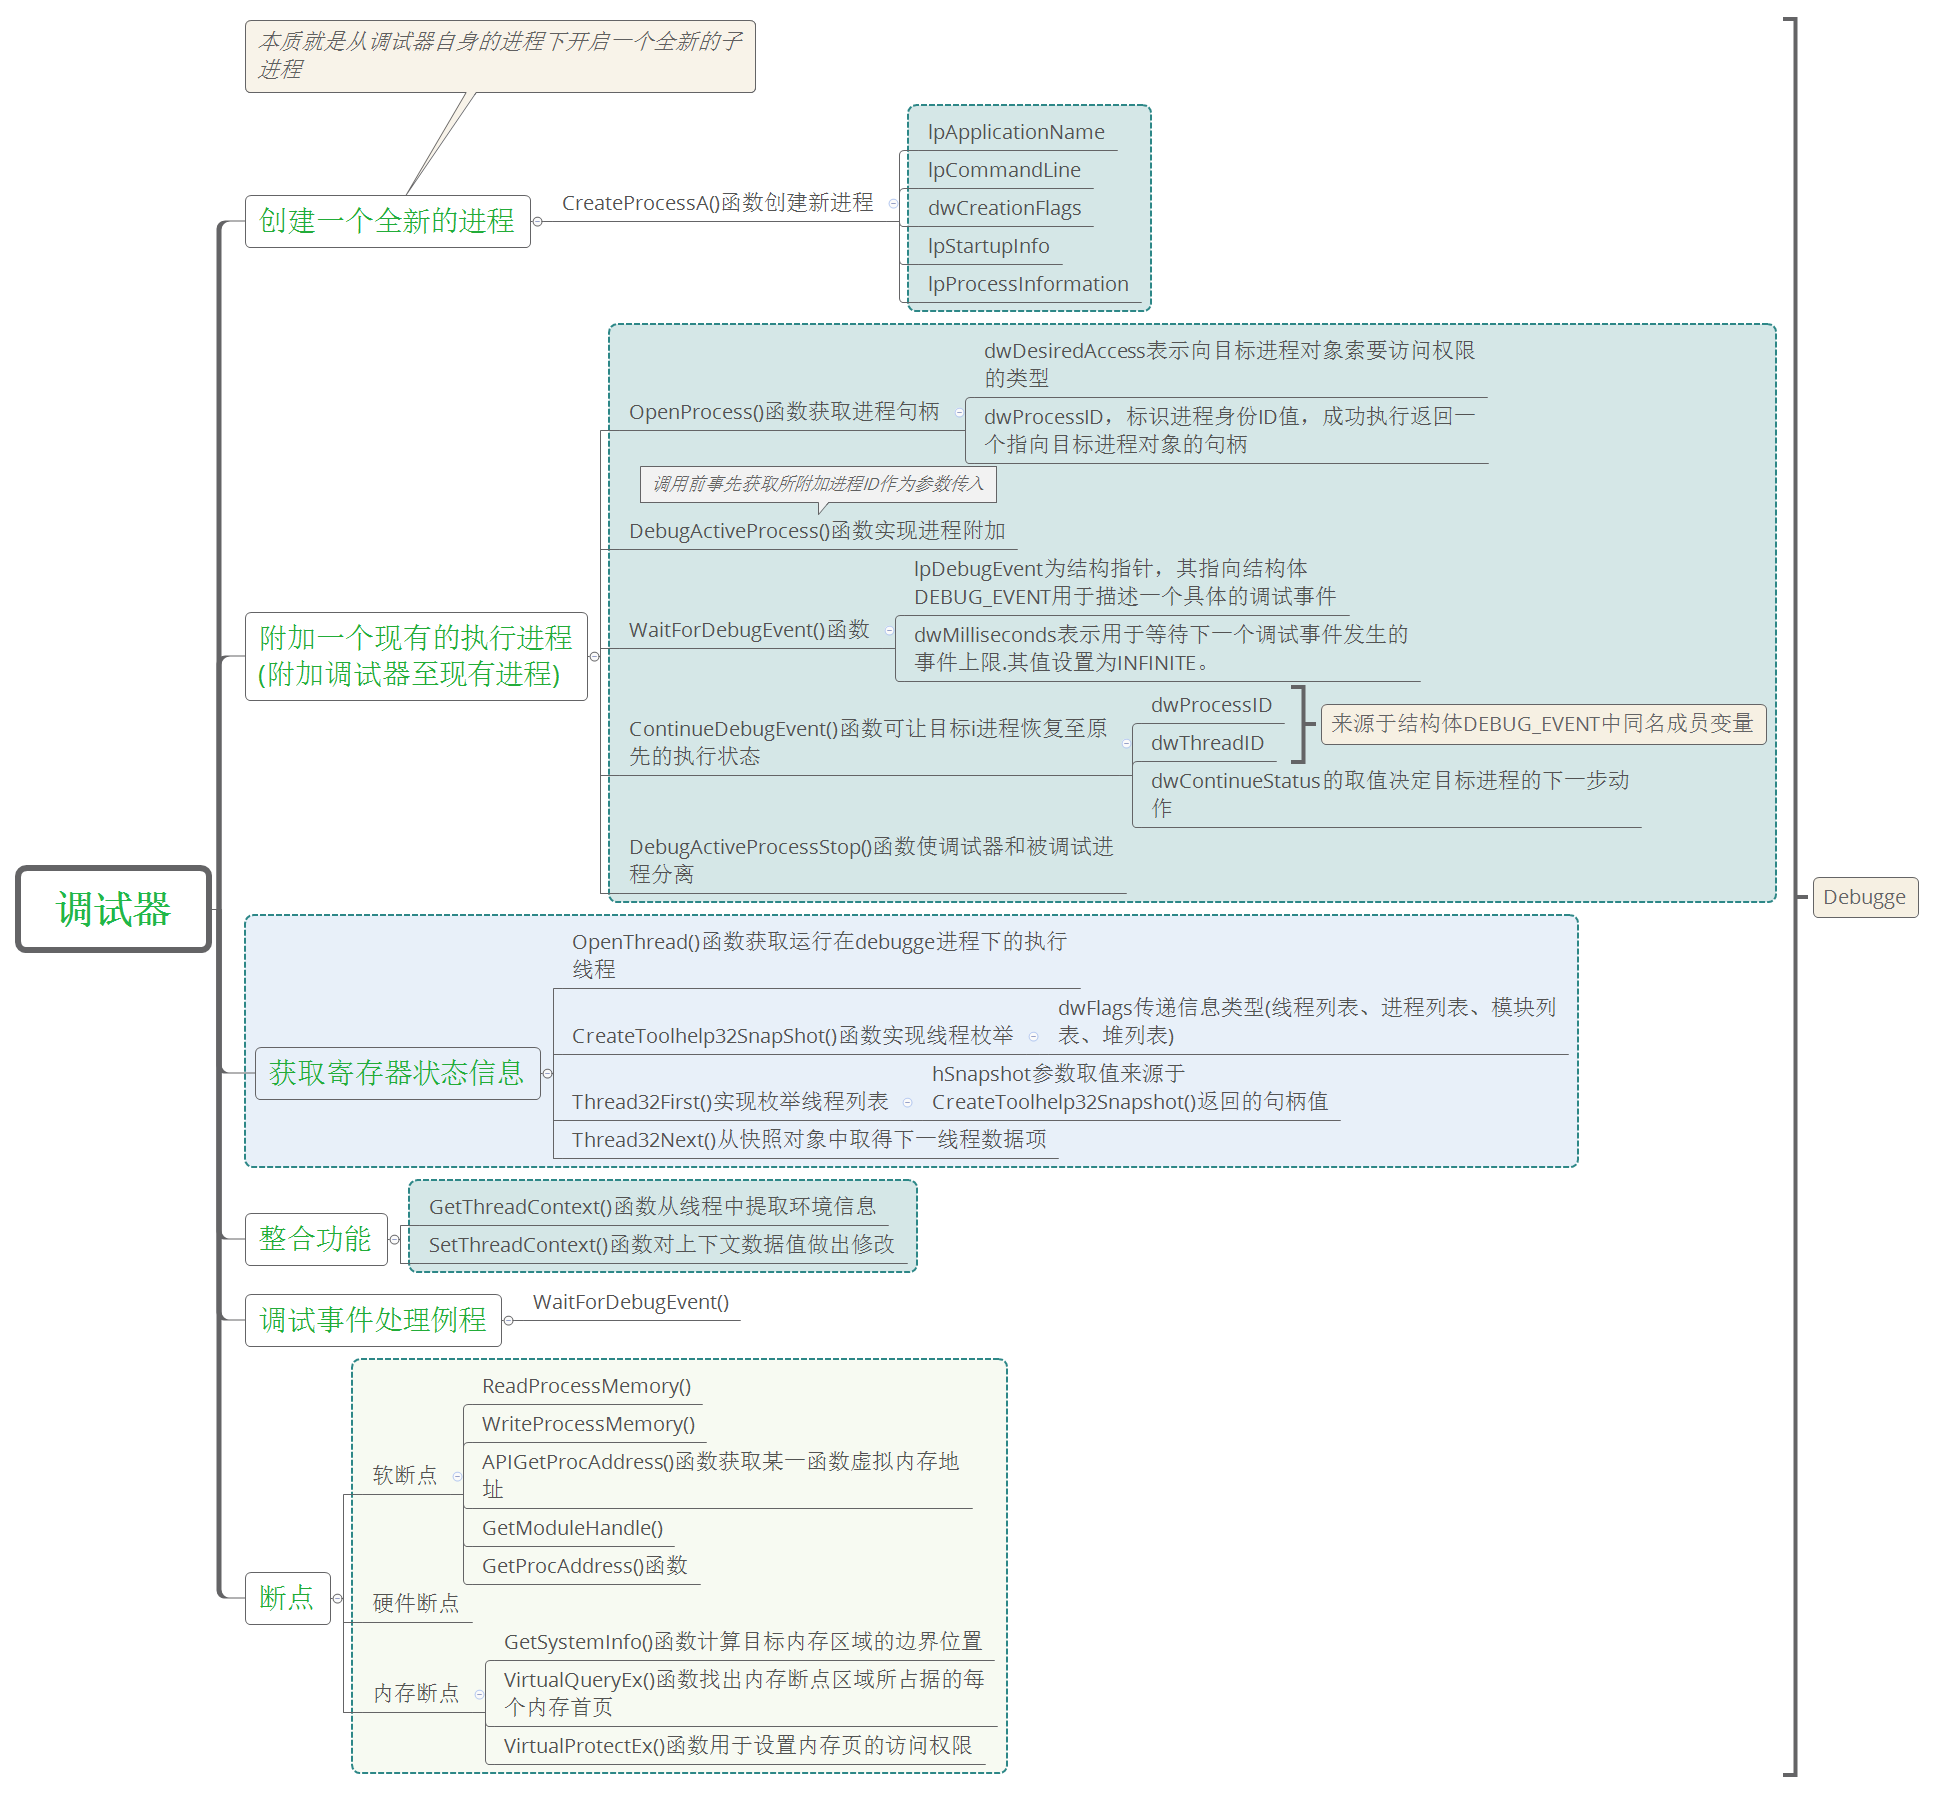 本质就是从调试器自身的进程下开启一个全新的子
进程
创建一个全新的进程
CreateProcessA()函数创建新进程
lpApplicationName
lpCommandLine
dwCreationFlags
lpStartupInfo
lpProcessInformation
附加一个现有的执行进程
(附加调试器至现有进程)
OpenProcess()函数获取进程句柄
dwDesiredAccess表示向目标进程对象索要访问权限
的类型
dwProcessID，标识进程身份ID值，成功执行返回一
个指向目标进程对象的句柄
调用前事先获取所附加进程ID作为参数传入
DebugActiveProcess()函数实现进程附加
WaitForDebugEvent()函数
lpDebugEvent为结构指针，其指向结构体
DEBUG_EVENT用于描述一个具体的调试事件
dwMilliseconds表示用于等待下一个调试事件发生的
事件上限.其值设置为INFINITE。
ContinueDebugEvent()函数可让目标i进程恢复至原
先的执行状态
dwProcessID
dwThreadID
来源于结构体DEBUG_EVENT中同名成员变量
dwContinueStatus的取值决定目标进程的下一步动
作
DebugActiveProcessStop()函数使调试器和被调试进
程分离
调试器
Debugge
获取寄存器状态信息
OpenThread()函数获取运行在debugge进程下的执行
线程
CreateToolhelp32SnapShot()函数实现线程枚举
dwFlags传递信息类型(线程列表、进程列表、模块列
表、堆列表)
Thread32First()实现枚举线程列表
hSnapshot参数取值来源于
CreateToolhelp32Snapshot()返回的句柄值
Thread32Next()从快照对象中取得下一线程数据项
整合功能
GetThreadContext()函数从线程中提取环境信息
SetThreadContext()函数对上下文数据值做出修改
调试事件处理例程
WaitForDebugEvent()
断点
软断点
ReadProcessMemory()
WriteProcessMemory()
APIGetProcAddress()函数获取某一函数虚拟内存地
址
GetModuleHandle()
GetProcAddress()函数
硬件断点
内存断点
GetSystemInfo()函数计算目标内存区域的边界位置
VirtualQueryEx()函数找出内存断点区域所占据的每
个内存首页
VirtualProtectEx()函数用于设置内存页的访问权限